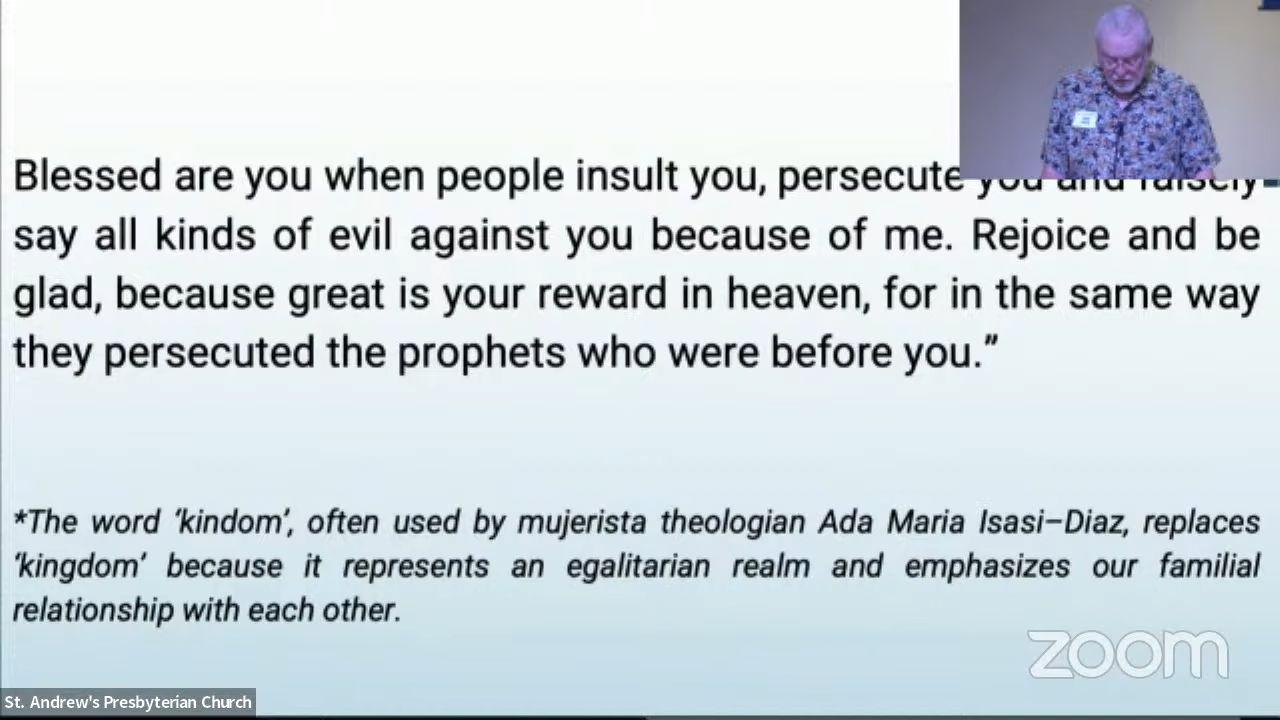 Blessed are you when people insult you, persecute you and falsely
say all kinds of evil against you because of me. Rejoice and be
glad, because great is your reward in heaven, for in the same way
they persecuted the prophets who were before you.”
*The word ‘kindom’, often used by mujerista theologian Ada Maria Isasi–Diaz, replaces
‘kingdom’ because it represents an egalitarian realm and emphasizes our familial
relationship with each other.
zoom
St. Andrew's Presbyterian Church